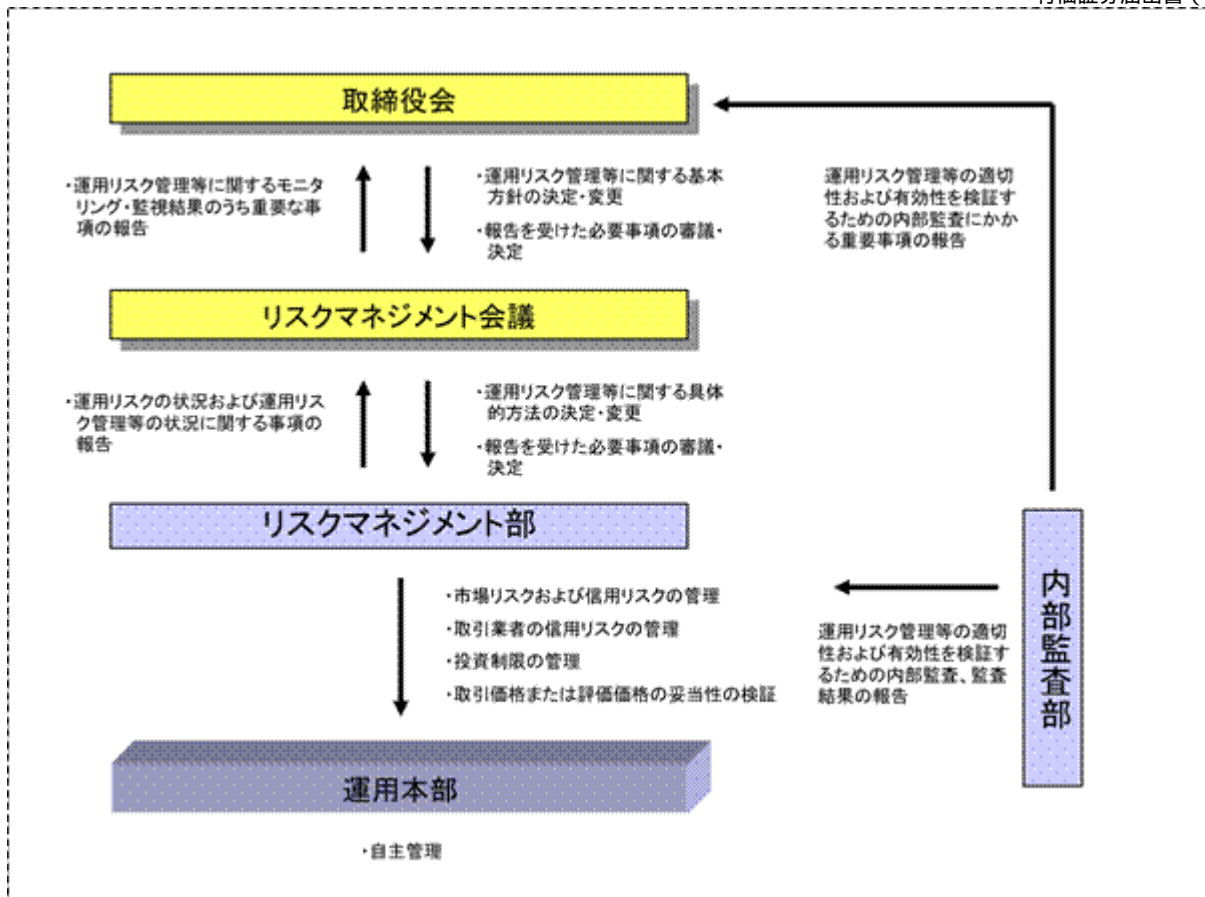 取締役会
・運用リスク管理等に関するモニタ
リング・監視結果のうち重要な事
項の報告
・運用リスク管理等に関する基本
方針の決定・変更
・報告を受けた必要事項の審議・
決定
運用リスク管理等の適切
性および有効性を検証す
るための内部監査にかか
る重要事項の報告
リスクマネジメント会議
・運用リスクの状況および運用リス
ク管理等の状況に関する事項の
報告
・運用リスク管理等に関する具体
的方法の決定・変更
・報告を受けた必要事項の審議・
決定
リスクマネジメント部
・市場リスクおよび信用リスクの管理
・取引業者の信用リスクの管理
・投資制限の管理
・取引価格または評価価格の妥当性の検証
運用リスク管理等の適切
性および有効性を検証す
るための内部監査、監査
結果の報告
内部監査部
運用本部
・自主管理